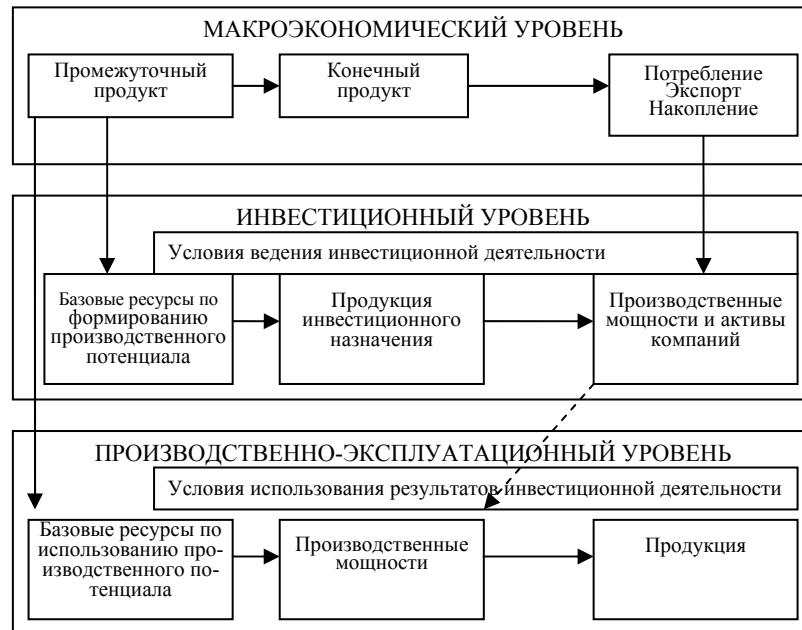 МАКРОЭКОНОМИЧЕСКИЙ УРОВЕНЬ
Промежуточный
продукт
Конечный
продукт
Потребление
Экспорт
Накопление
ИНВЕСТИЦИОННЫЙ УРОВЕНЬ
Условия ведения инвестиционной деятельности
Базовые ресурсы по
формированию
производственного
потенциала
Продукция
инвестиционного
назначения
Производственные
мощности и активы
компаний
ПРОИЗВОДСТВЕННО-ЭКСПЛУАТАЦИОННЫЙ УРОВЕНЬ
Условия использования результатов инвестиционной деятельности
Базовые ресурсы по
использованию про-
изводственного по-
тенциала
Производственные
мощности
Продукция